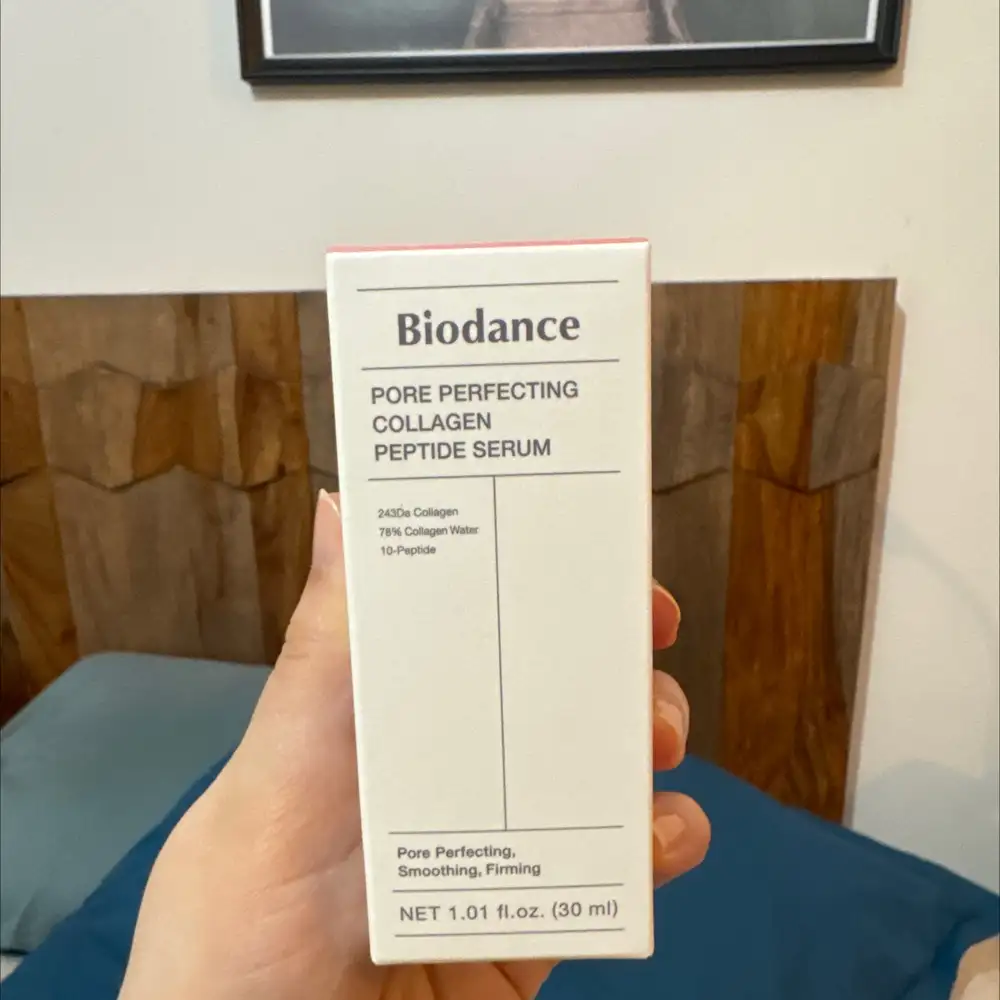 Biodance
PORE PERFECTING
COLLAGEN
PEPTIDE SERUM
243Da Collagen
78% Collagen Water
10-Peptide
Pore Perfecting,
Smoothing, Firming
NET 1.01 fl.oz. (30 ml)